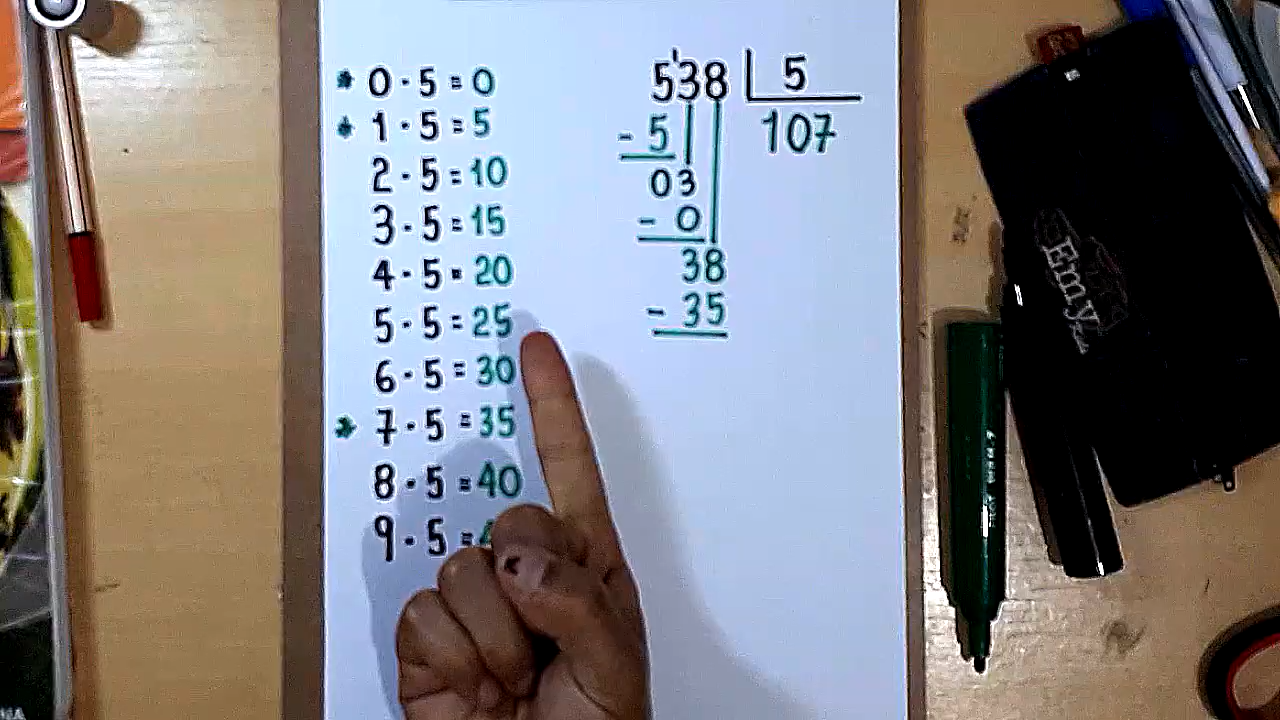 0 · 5 = 0
1 · 5 = 5
2 · 5 = 10
3 · 5 = 15
4 · 5 = 20
5 · 5 = 25
6 · 5 = 30
7 · 5 = 35
8 · 5 = 40
9 · 5 =
538 5
- 5 107
03
- 0
38
- 35
Emy